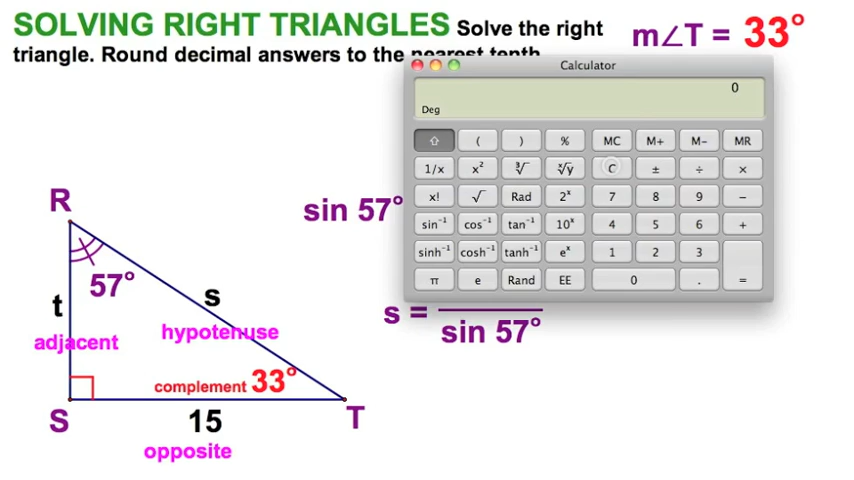 SOLVING RIGHT TRIANGLES Solve the right
triangle. Round decimal answers to the nearest tenth
m∠T = 33°
Calculator
0
Deg
⇧ ( ) % MC M+ M- MR
1/x x² ³√ ˣ√y C ± ÷ ×
x! √ Rad 2ˣ 7 8 9 −
sin⁻¹ cos⁻¹ tan⁻¹ 10ˣ 4 5 6 +
sinh⁻¹ cosh⁻¹ tanh⁻¹ eˣ 1 2 3
π e Rand EE 0 . =
sin 57°
s =
sin 57°
R
57°
t
s
adjacent
hypotenuse
complement 33°
S
15
T
opposite